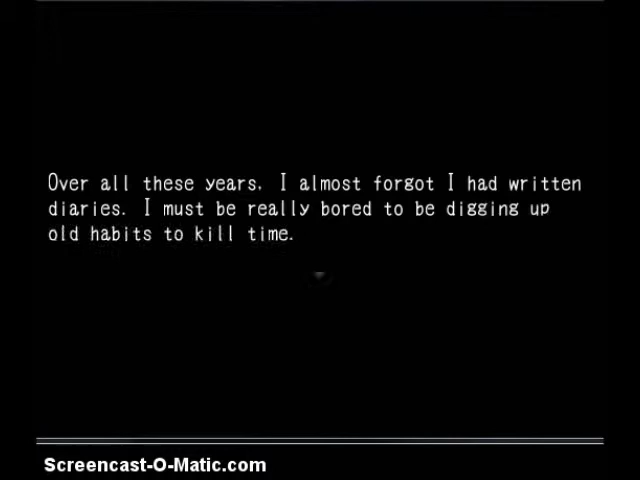 Over all these years, I almost forgot I had written
diaries. I must be really bored to be digging up
old habits to kill time.
Screencast-O-Matic.com